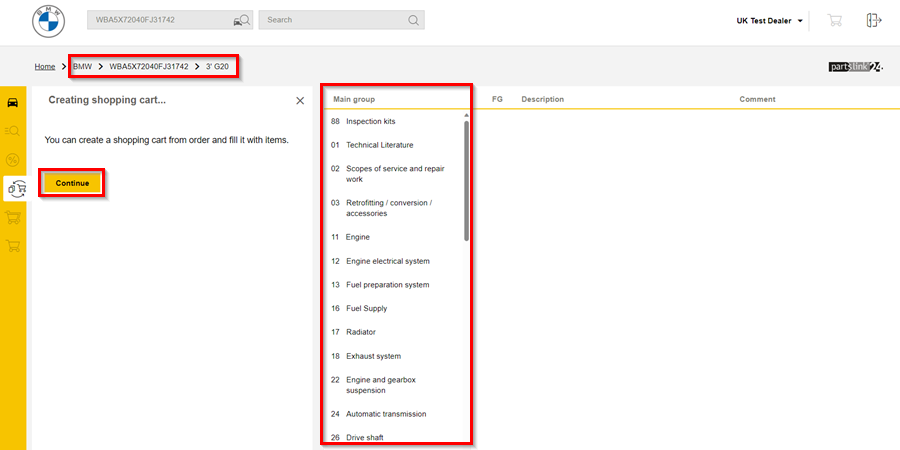 BMW
WBA5X72040FJ31742
Search
UK Test Dealer
Home > BMW > WBA5X72040FJ31742 > 3' G20
partslink24
Creating shopping cart...
You can create a shopping cart from order and fill it with items.
Continue
Main group FG Description Comment
88 Inspection kits
01 Technical Literature
02 Scopes of service and repair
work
03 Retrofitting / conversion /
accessories
11 Engine
12 Engine electrical system
13 Fuel preparation system
16 Fuel Supply
17 Radiator
18 Exhaust system
22 Engine and gearbox
suspension
24 Automatic transmission
26 Drive shaft